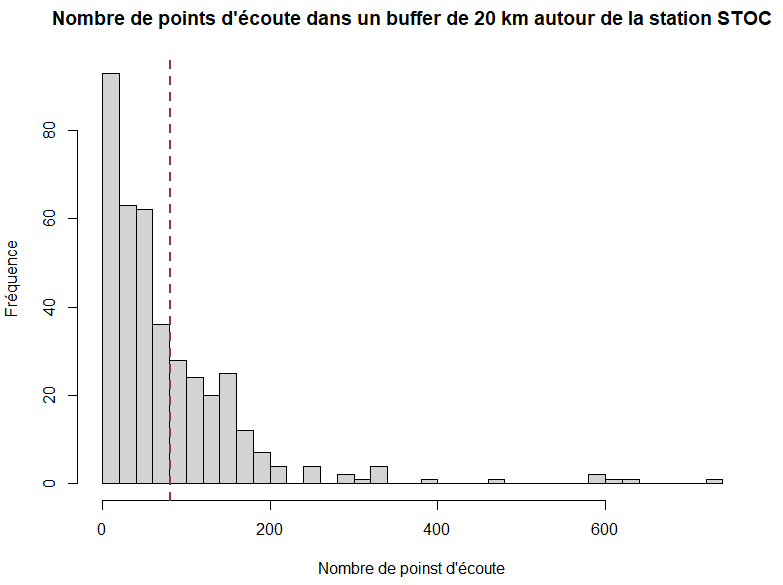 Nombre de points d'écoute dans un buffer de 20 km autour de la station STOC
Fréquence
80
60
40
20
0
0 200 400 600
Nombre de poinst d'écoute